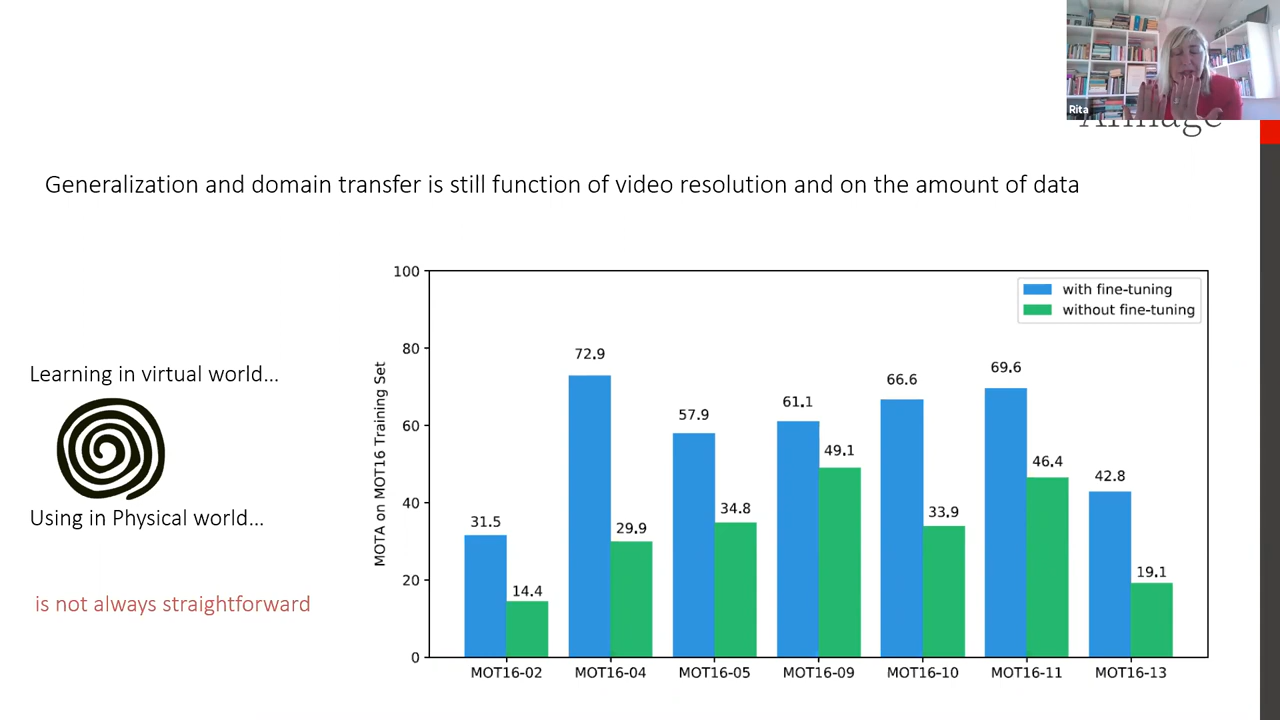 Rita
Generalization and domain transfer is still function of video resolution and on the amount of data
Learning in virtual world...
Using in Physical world...
is not always straightforward
MOTA on MOT16 Training Set
100
80
60
40
20
0
with fine-tuning
without fine-tuning
31.5
14.4
72.9
29.9
57.9
34.8
61.1
49.1
66.6
33.9
69.6
46.4
42.8
19.1
MOT16-02
MOT16-04
MOT16-05
MOT16-09
MOT16-10
MOT16-11
MOT16-13